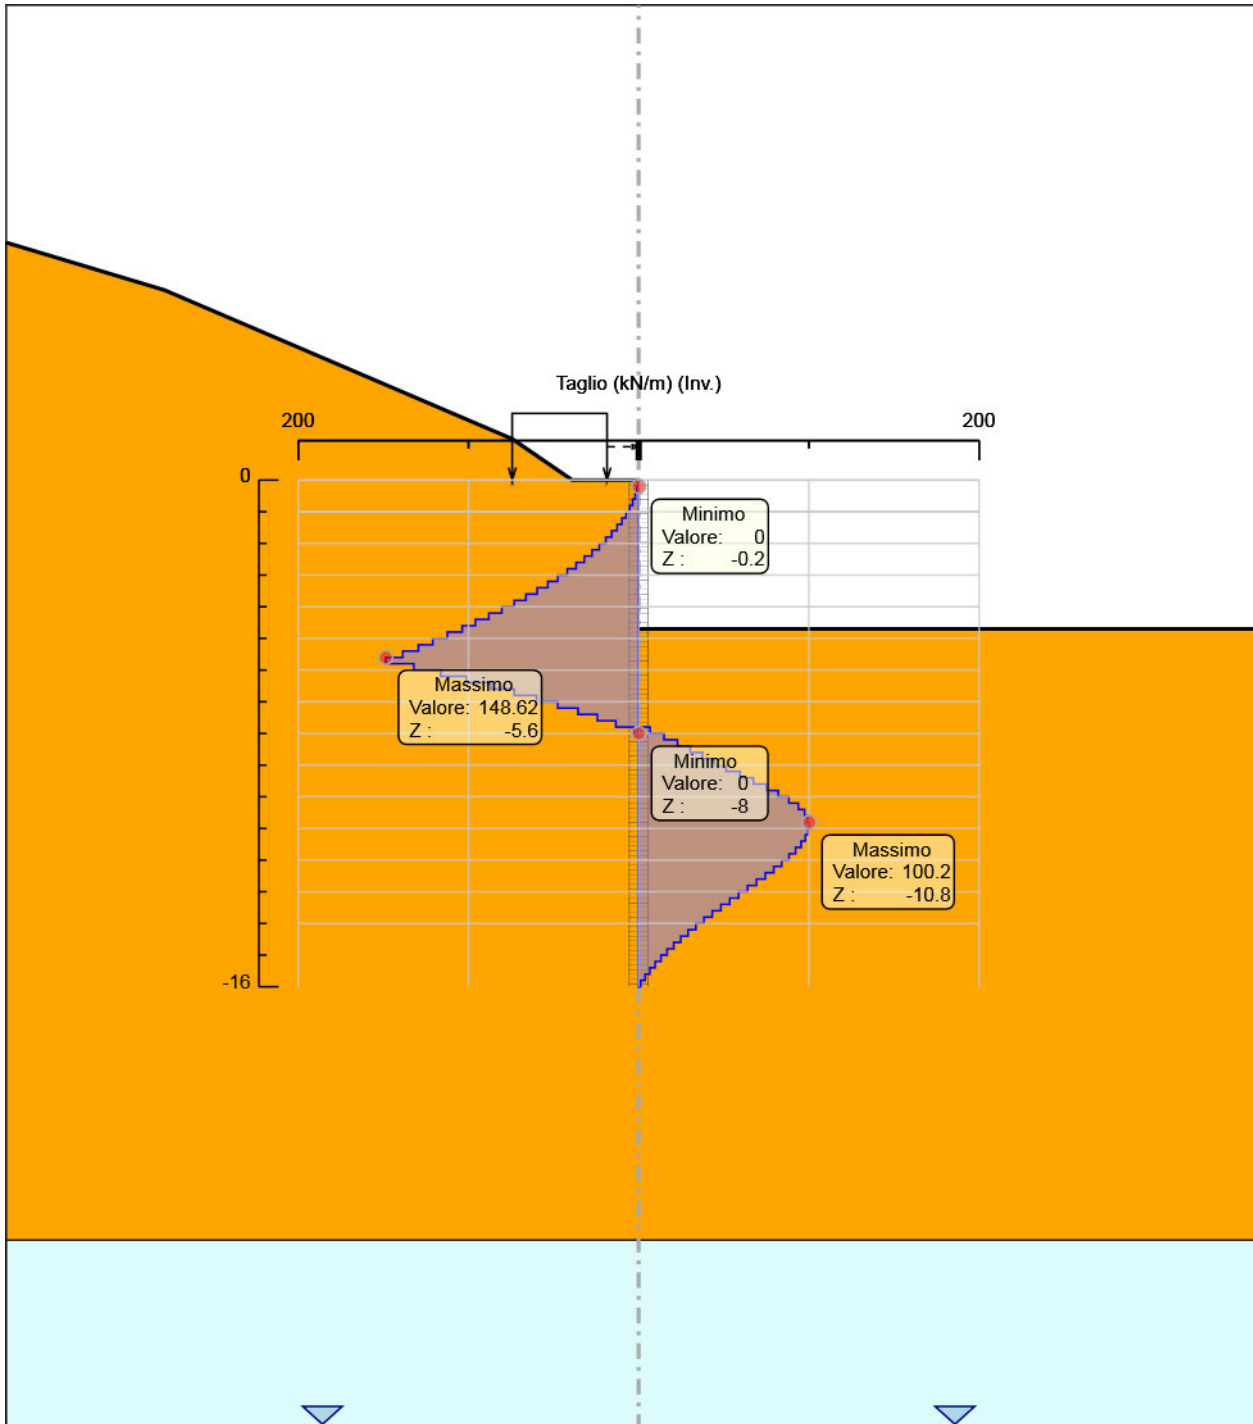 Taglio (kN/m) (Inv.)
200
200
0
Minimo
Valore: 0
Z : -0.2
Massimo
Valore: 148.62
Z : -5.6
Minimo
Valore: 0
Z : -8
Massimo
Valore: 100.2
Z : -10.8
-16